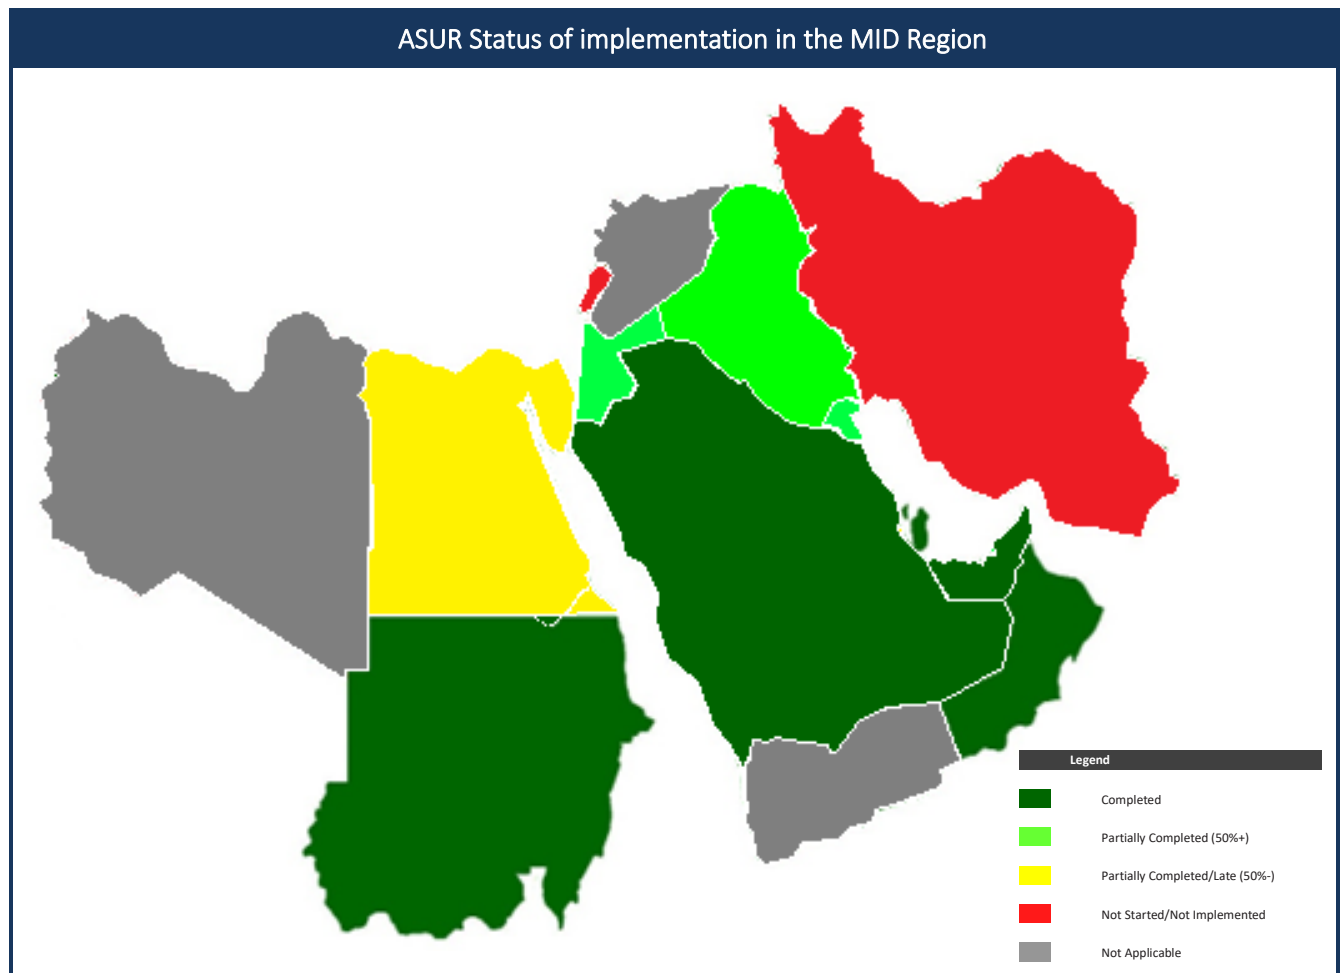 ASUR Status of implementation in the MID Region
Legend
Completed
Partially Completed (50%+)
Partially Completed/Late (50%-)
Not Started/Not Implemented
Not Applicable